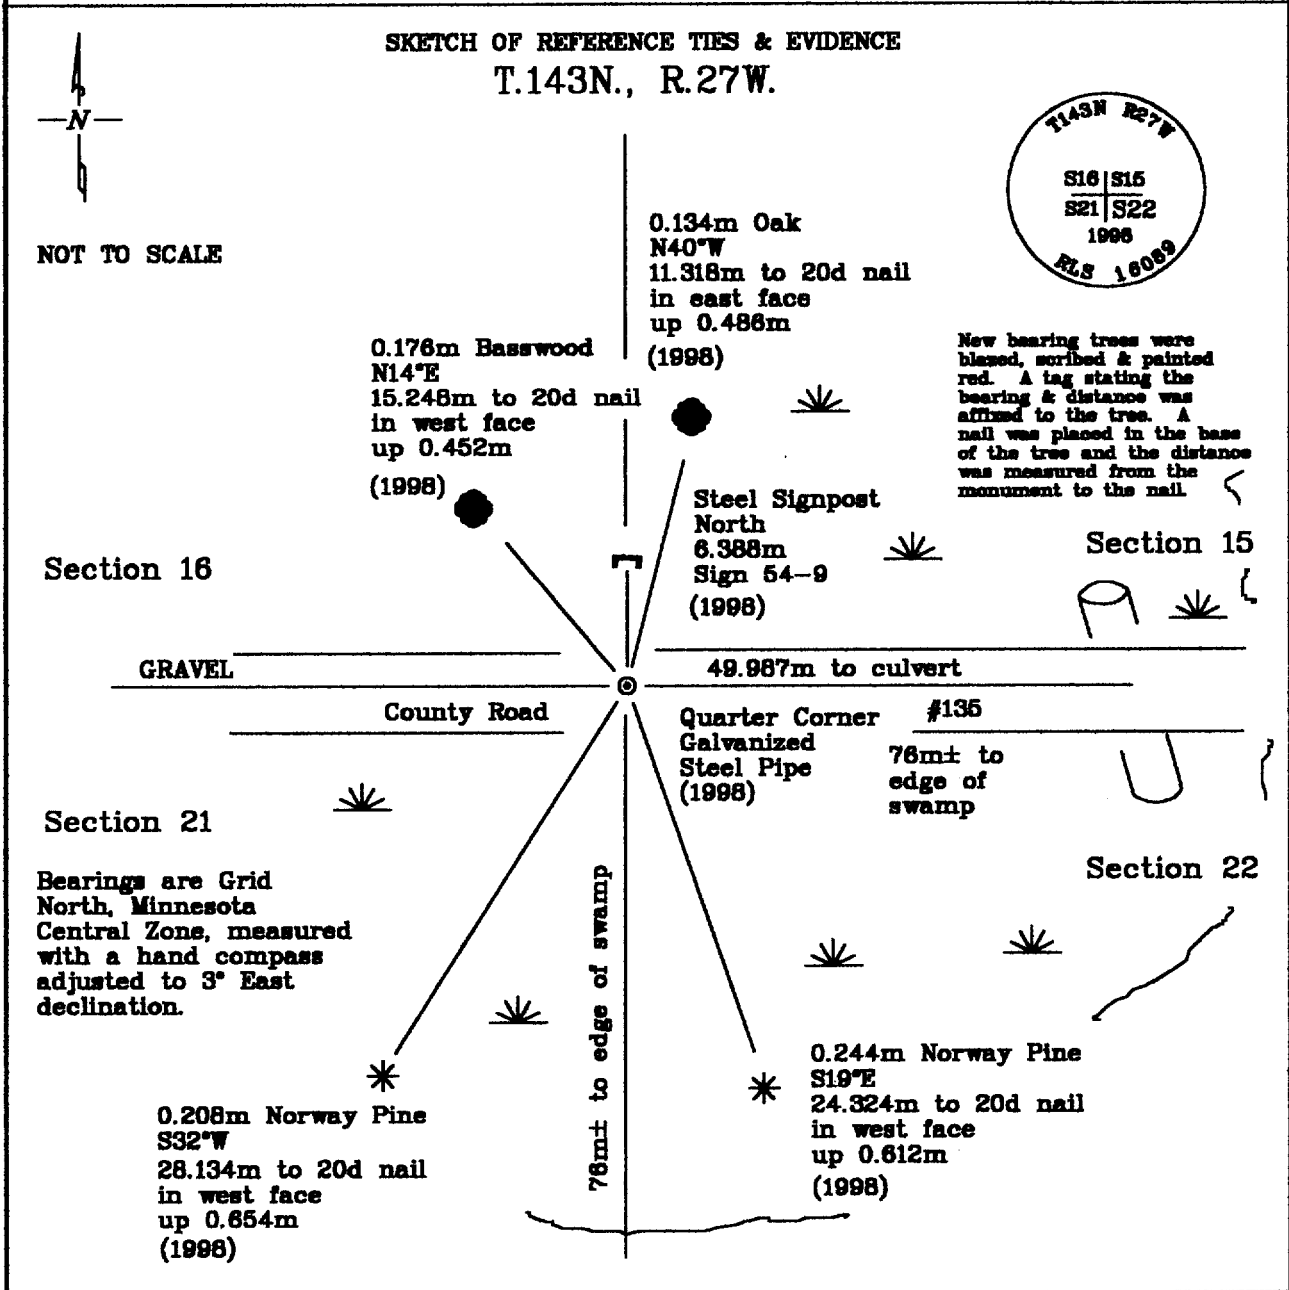 SKETCH OF REFERENCE TIES & EVIDENCE
T.143N., R.27W.
N
NOT TO SCALE
T143N R27W
S16 S15
S21 S22
1998
RLS 16089
0.134m Oak
N40°W
11.318m to 20d nail
in east face
up 0.486m
(1998)
0.176m Basswood
N14°E
15.248m to 20d nail
in west face
up 0.452m
(1998)
New bearing trees were
blazed, scribed & painted
red. A tag stating the
bearing & distance was
affixed to the tree. A
nail was placed in the base
of the tree and the distance
was measured from the
monument to the nail.
Steel Signpost
North
6.388m
Sign 54-9
(1998)
Section 16
Section 15
GRAVEL
49.987m to culvert
County Road
#135
Quarter Corner
Galvanized
Steel Pipe
(1998)
76m± to
edge of
swamp
Section 21
Section 22
Bearings are Grid
North, Minnesota
Central Zone, measured
with a hand compass
adjusted to 3° East
declination.
76m± to edge of swamp
0.208m Norway Pine
S32°W
28.134m to 20d nail
in west face
up 0.654m
(1998)
0.244m Norway Pine
S19°E
24.324m to 20d nail
in west face
up 0.612m
(1998)